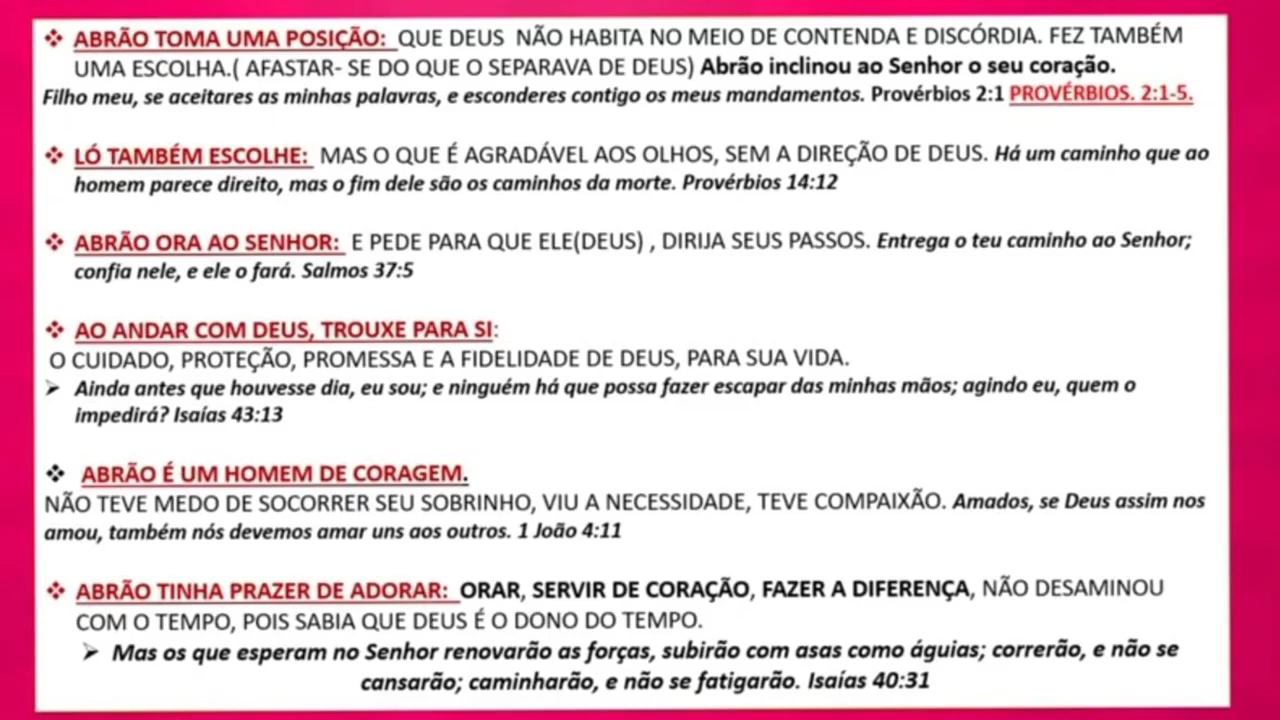 ❖ ABRÃO TOMA UMA POSIÇÃO: QUE DEUS NÃO HABITA NO MEIO DE CONTENDA E DISCÓRDIA. FEZ TAMBÉM
UMA ESCOLHA.( AFASTAR- SE DO QUE O SEPARAVA DE DEUS) Abrão inclinou ao Senhor o seu coração.
Filho meu, se aceitares as minhas palavras, e esconderes contigo os meus mandamentos. Provérbios 2:1 PROVÉRBIOS. 2:1-5.
❖ LÓ TAMBÉM ESCOLHE: MAS O QUE É AGRADÁVEL AOS OLHOS, SEM A DIREÇÃO DE DEUS. Há um caminho que ao
homem parece direito, mas o fim dele são os caminhos da morte. Provérbios 14:12
❖ ABRÃO ORA AO SENHOR: E PEDE PARA QUE ELE(DEUS) , DIRIJA SEUS PASSOS. Entrega o teu caminho ao Senhor;
confia nele, e ele o fará. Salmos 37:5
❖ AO ANDAR COM DEUS, TROUXE PARA SI:
O CUIDADO, PROTEÇÃO, PROMESSA E A FIDELIDADE DE DEUS, PARA SUA VIDA.
➢ Ainda antes que houvesse dia, eu sou; e ninguém há que possa fazer escapar das minhas mãos; agindo eu, quem o
impedirá? Isaías 43:13
❖ ABRÃO É UM HOMEM DE CORAGEM.
NÃO TEVE MEDO DE SOCORRER SEU SOBRINHO, VIU A NECESSIDADE, TEVE COMPAIXÃO. Amados, se Deus assim nos
amou, também nós devemos amar uns aos outros. 1 João 4:11
❖ ABRÃO TINHA PRAZER DE ADORAR: ORAR, SERVIR DE CORAÇÃO, FAZER A DIFERENÇA, NÃO DESAMINOU
COM O TEMPO, POIS SABIA QUE DEUS É O DONO DO TEMPO.
➢ Mas os que esperam no Senhor renovarão as forças, subirão com asas como águias; correrão, e não se
cansarão; caminharão, e não se fatigarão. Isaías 40:31